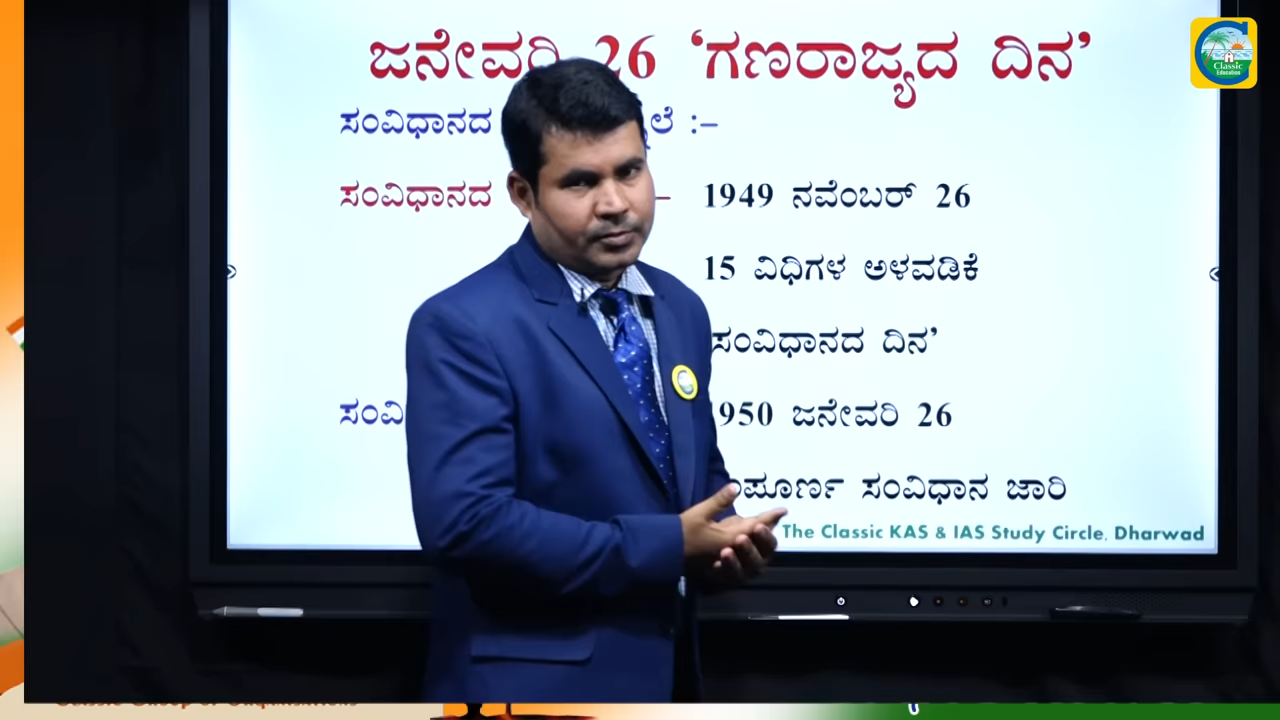 ಜನೇವರಿ 26 ‘ಗಣರಾಜ್ಯದ ದಿನ’
ಸಂವಿಧಾನದ :–
ಸಂವಿಧಾನದ – 1949 ನವೆಂಬರ್ 26
15 ವಿಧಿಗಳ ಅಳವಡಿಕೆ
ಸಂವಿಧಾನದ ದಿನ’
1950 ಜನೇವರಿ 26
ಸಂವಿಧಾನ ಜಾರಿ
The Classic KAS & IAS Study Circle, Dharwad
Classic
Education